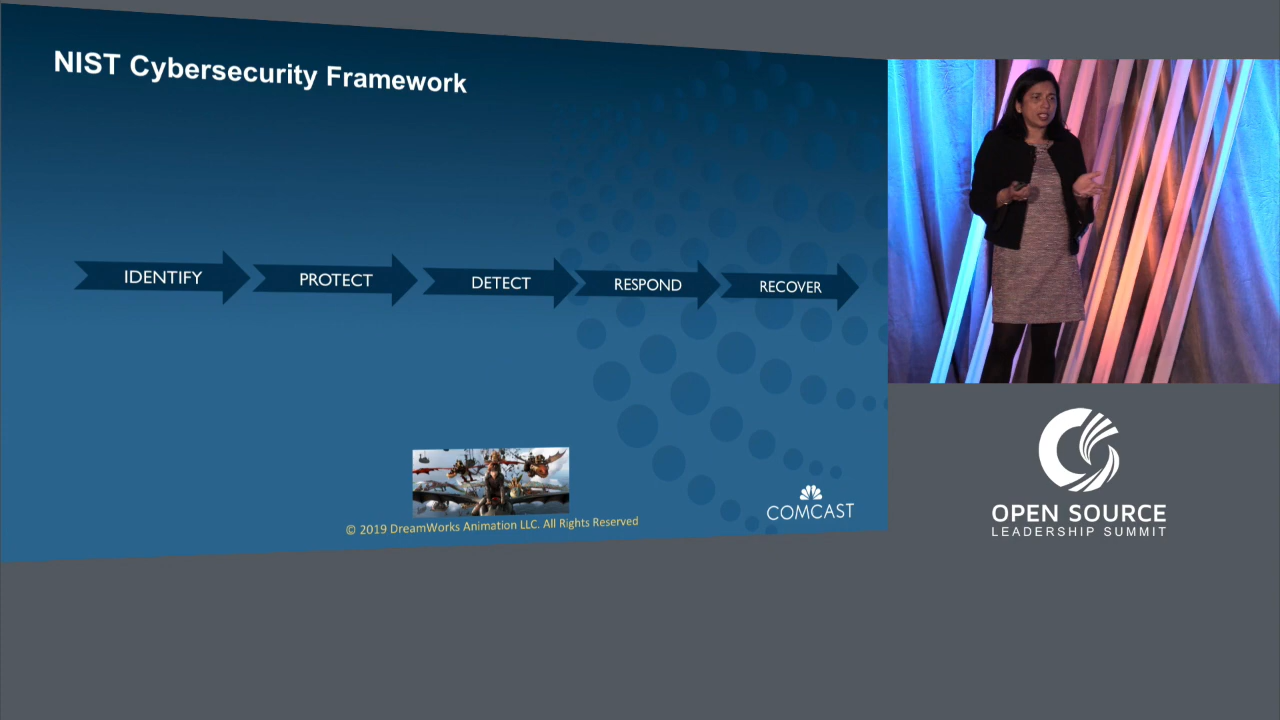 NIST Cybersecurity Framework
IDENTIFY
PROTECT
DETECT
RESPOND
RECOVER
© 2019 DreamWorks Animation LLC. All Rights Reserved
COMCAST
OPEN SOURCE
LEADERSHIP SUMMIT